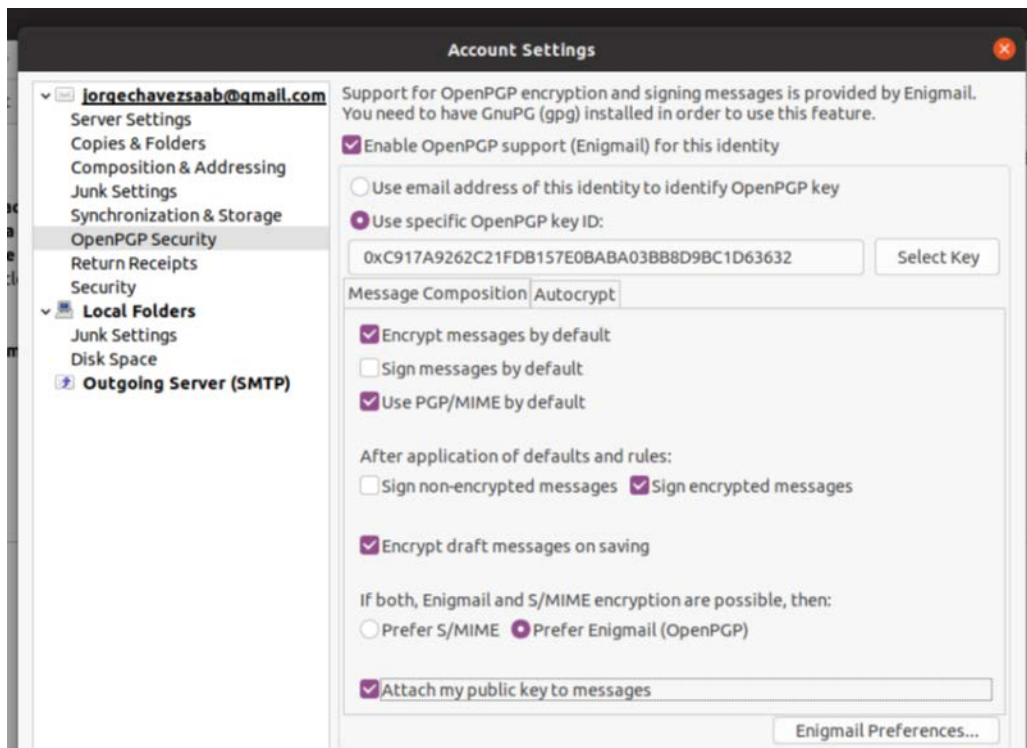 Account Settings
jorgechavezsaab@gmail.com
Server Settings
Copies & Folders
Composition & Addressing
Junk Settings
Synchronization & Storage
OpenPGP Security
Return Receipts
Security
Local Folders
Junk Settings
Disk Space
Outgoing Server (SMTP)
Support for OpenPGP encryption and signing messages is provided by Enigmail.
You need to have GnuPG (gpg) installed in order to use this feature.
Enable OpenPGP support (Enigmail) for this identity
Use email address of this identity to identify OpenPGP key
Use specific OpenPGP key ID:
0xC917A9262C21FDB157E0BABA03BB8D9BC1D63632 Select Key
Message Composition Autocrypt
Encrypt messages by default
Sign messages by default
Use PGP/MIME by default
After application of defaults and rules:
Sign non-encrypted messages Sign encrypted messages
Encrypt draft messages on saving
If both, Enigmail and S/MIME encryption are possible, then:
Prefer S/MIME Prefer Enigmail (OpenPGP)
Attach my public key to messages
Enigmail Preferences...